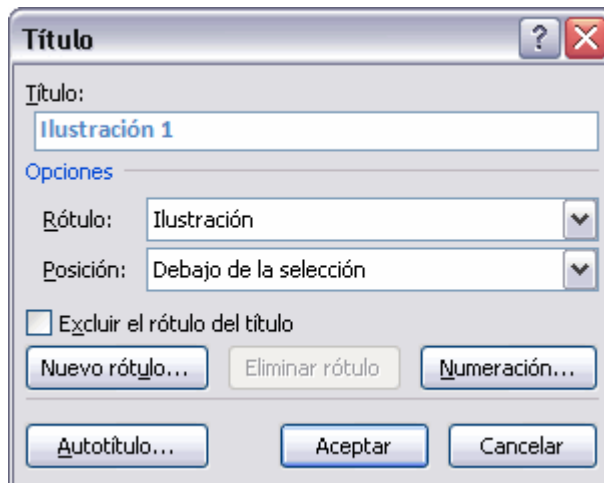 Título
?
Título:
Ilustración 1
Opciones
Rótulo: Ilustración
Posición: Debajo de la selección
Excluir el rótulo del título
Nuevo rótulo... Eliminar rótulo Numeración...
Autotítulo... Aceptar Cancelar